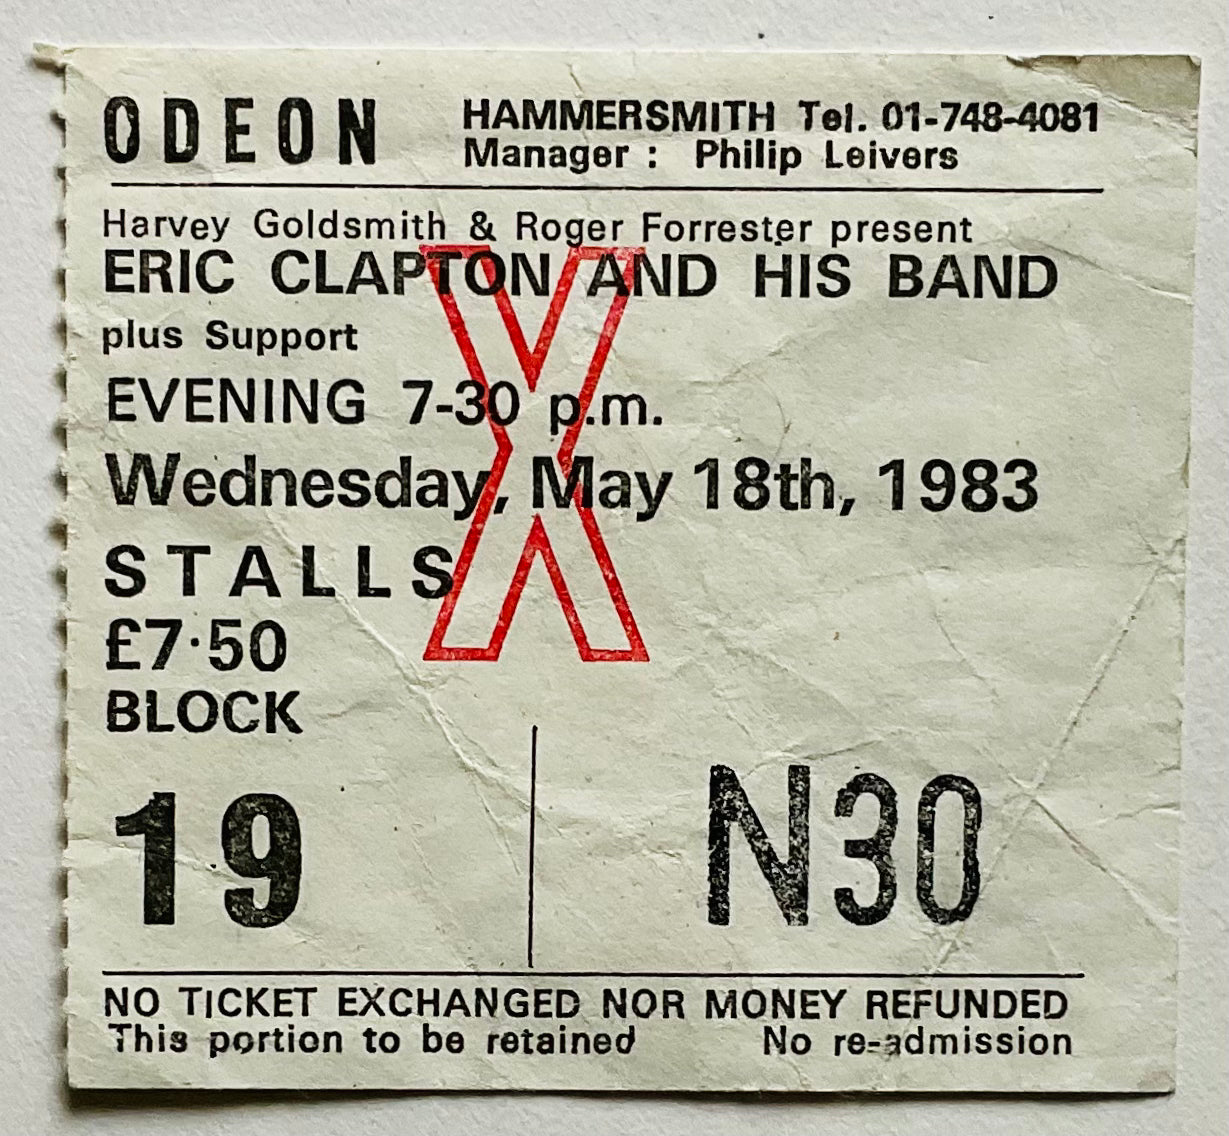 ODEON
HAMMERSMITH Tel. 01-748-4081
Manager : Philip Leivers
Harvey Goldsmith & Roger Forrester present
ERIC CLAPTON AND HIS BAND
plus Support
EVENING 7-30 p.m.
Wednesday, May 18th, 1983
STALLS
£7·50
BLOCK
19
N30
X
NO TICKET EXCHANGED NOR MONEY REFUNDED
This portion to be retained No re-admission